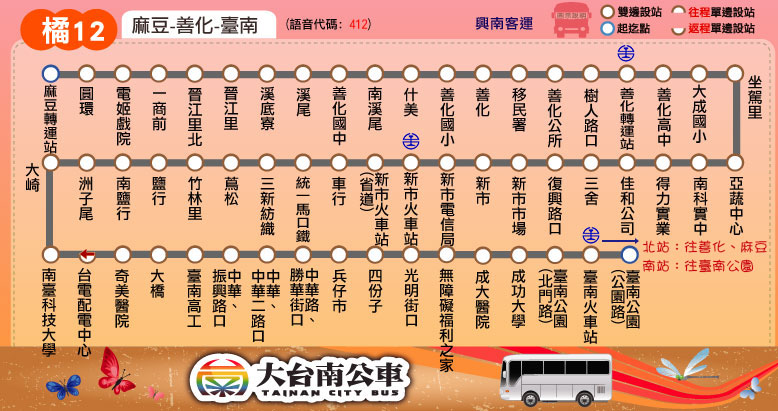 橘12
麻豆-善化-臺南
(語音代碼: 412)
興南客運
雙邊設站
往程單邊設站
起迄點
返程單邊設站
麻豆轉運站
圓環
電姬戲院
一商前
晉江里北
晉江里
溪底寮
溪尾
善化國中
南溪尾
什美
善化國小
善化
移民署
善化公所
樹人路口
善化轉運站
善化高中
大成國小
坐駕里
大崎
洲子尾
南鹽行
鹽行
竹林里
蔦松
三新紡織
統一馬口鐵
車行
新市火車站
(省道)
新市火車站
新市電信局
新市
新市市場
復興路口
三舍
佳和公司
得力實業
南科實中
亞蔬中心
南臺科技大學
台電配電中心
奇美醫院
大橋
臺南高工
中華、
振興路口
中華、
中華二路口
中華路、
勝華街口
兵仔市
四份子
光明街口
無障礙福利之家
成大醫院
成功大學
臺南公園
(北門路)
臺南火車站
臺南公園
(公園路)
北站：往善化、麻豆
南站：往臺南公園
大台南公車
TAINAN CITY BUS